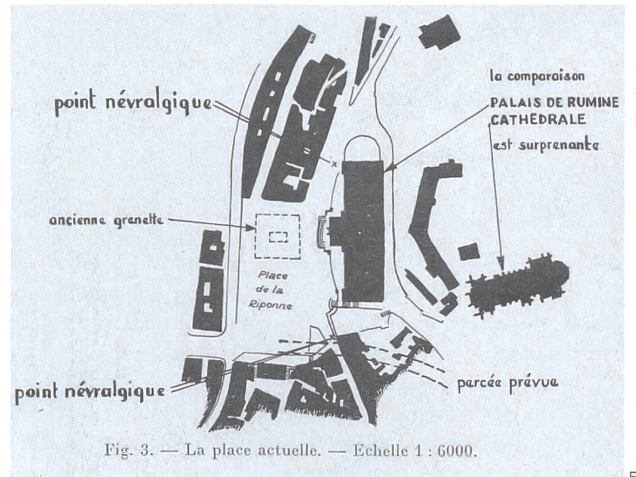 la comparaison
PALAIS DE RUMINE
CATHÉDRALE
est surprenante
point névralgique
ancienne grenette
x
Place
de la
Riponne
point névralgique
percée prévue
Fig. 3. — La place actuelle. — Echelle 1 : 6000.